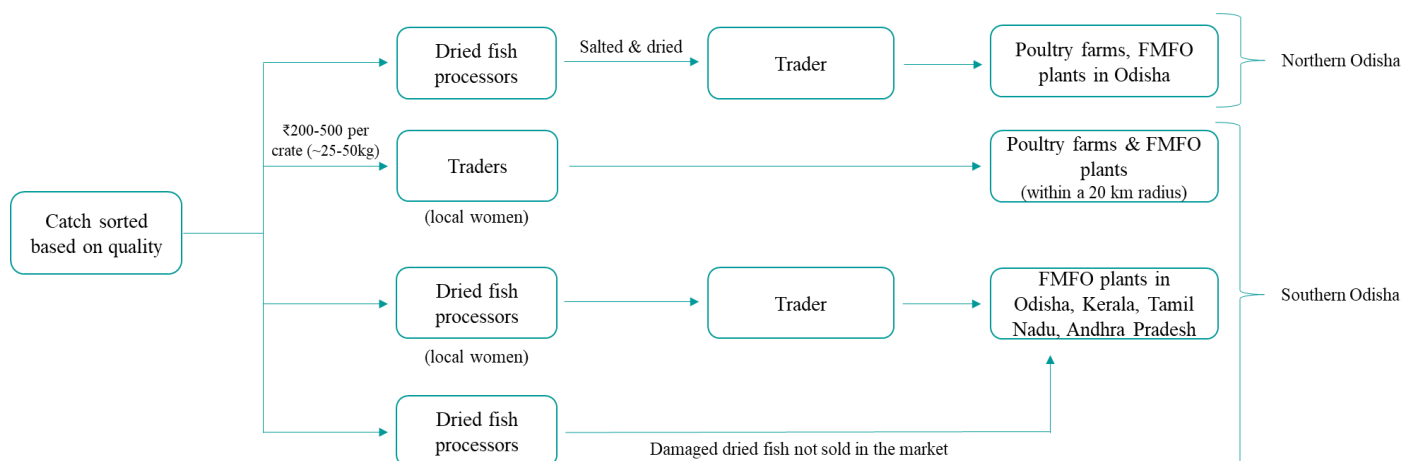 Dried fish
processors
Salted & dried
Trader
Poultry farms, FMFO
plants in Odisha
Northern Odisha
₹200-500 per
crate (~25-50kg)
Traders
(local women)
Poultry farms & FMFO
plants
(within a 20 km radius)
Catch sorted
based on quality
Dried fish
processors
(local women)
Trader
FMFO plants in
Odisha, Kerala, Tamil
Nadu, Andhra Pradesh
Southern Odisha
Dried fish
processors
Damaged dried fish not sold in the market